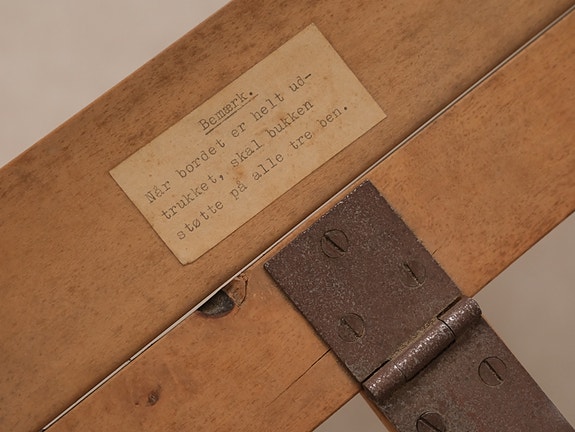 Bemærk.
Når bordet er helt ud-
trukket, skal bukken
støtte på alle tre ben.